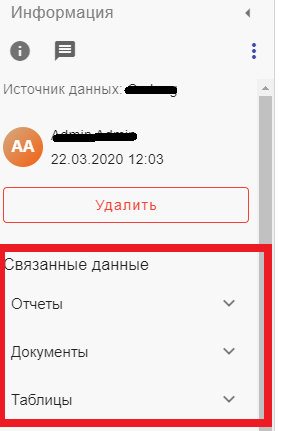 Информация
Источник данных:
AA
22.03.2020 12:03
Удалить
Связанные данные
Отчеты
Документы
Таблицы